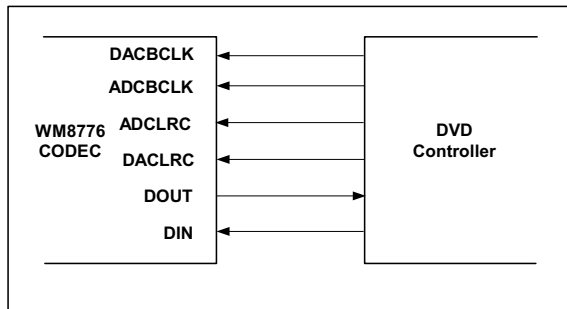 DACBCLK
ADCBCLK
ADCLRC
DACLRC
DOUT
DIN
WM8776
CODEC
DVD
Controller